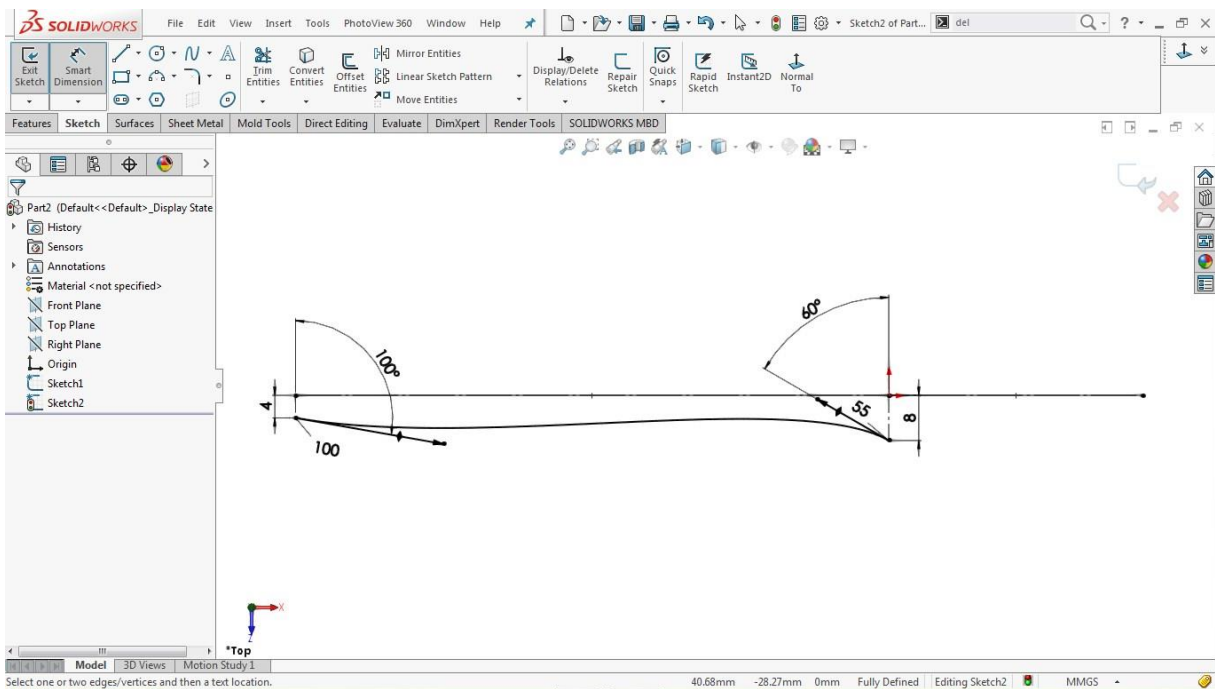 SOLIDWORKS File Edit View Insert Tools PhotoView 360 Window Help Sketch2 of Part... del
Exit Sketch
Smart Dimension
Trim Entities
Convert Entities
Offset Entities
Mirror Entities
Linear Sketch Pattern
Move Entities
Display/Delete Relations
Repair Sketch
Quick Snaps
Rapid Sketch
Instant2D
Normal To
Features Sketch Surfaces Sheet Metal Mold Tools Direct Editing Evaluate DimXpert Render Tools SOLIDWORKS MBD
Part2 (Default<<Default>_Display State
History
Sensors
Annotations
Material <not specified>
Front Plane
Top Plane
Right Plane
Origin
Sketch1
Sketch2
60°
100°
4
55
8
100
X
Z
*Top
Model 3D Views Motion Study 1
Select one or two edges/vertices and then a text location. 40.68mm -28.27mm 0mm Fully Defined Editing Sketch2 MMGS